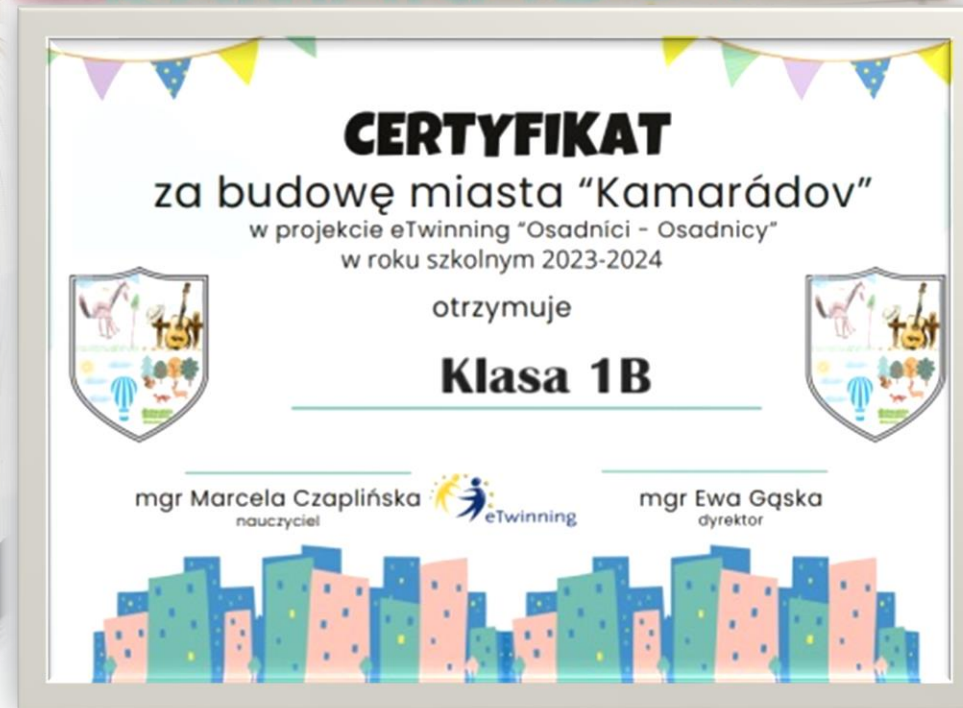 CERTYFIKAT
za budowę miasta “Kamarádov”
w projekcie eTwinning “Osadníci - Osadnicy”
w roku szkolnym 2023-2024
otrzymuje
Klasa 1B
mgr Marcela Czaplińska
nauczyciel
eTwinning
mgr Ewa Gąska
dyrektor